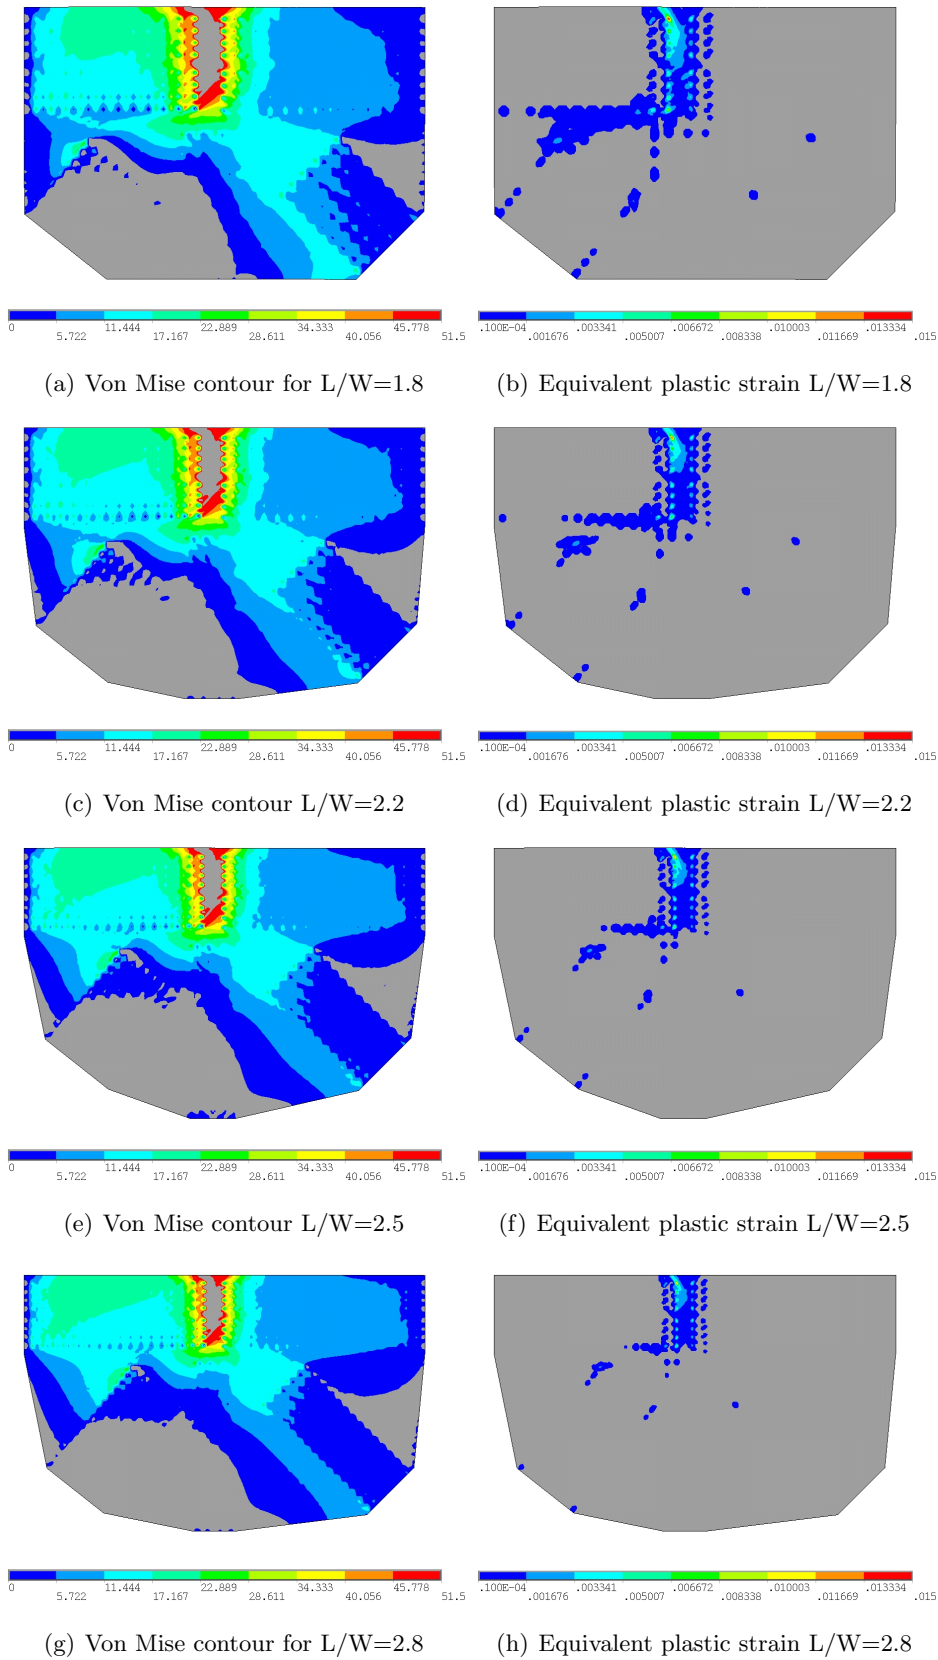 0 11.444 22.889 34.333 45.778 .100E-04 .003341 .006672 .010003 .013334
5.722 17.167 28.611 40.056 51.5 .001676 .005007 .008338 .011669 .015
(a) Von Mise contour for L/W=1.8 (b) Equivalent plastic strain L/W=1.8
0 11.444 22.889 34.333 45.778 .100E-04 .003341 .006672 .010003 .013334
5.722 17.167 28.611 40.056 51.5 .001676 .005007 .008338 .011669 .015
(c) Von Mise contour L/W=2.2 (d) Equivalent plastic strain L/W=2.2
0 11.444 22.889 34.333 45.778 .100E-04 .003341 .006672 .010003 .013334
5.722 17.167 28.611 40.056 51.5 .001676 .005007 .008338 .011669 .015
(e) Von Mise contour L/W=2.5 (f) Equivalent plastic strain L/W=2.5
0 11.444 22.889 34.333 45.778 .100E-04 .003341 .006672 .010003 .013334
5.722 17.167 28.611 40.056 51.5 .001676 .005007 .008338 .011669 .015
(g) Von Mise contour for L/W=2.8 (h) Equivalent plastic strain L/W=2.8